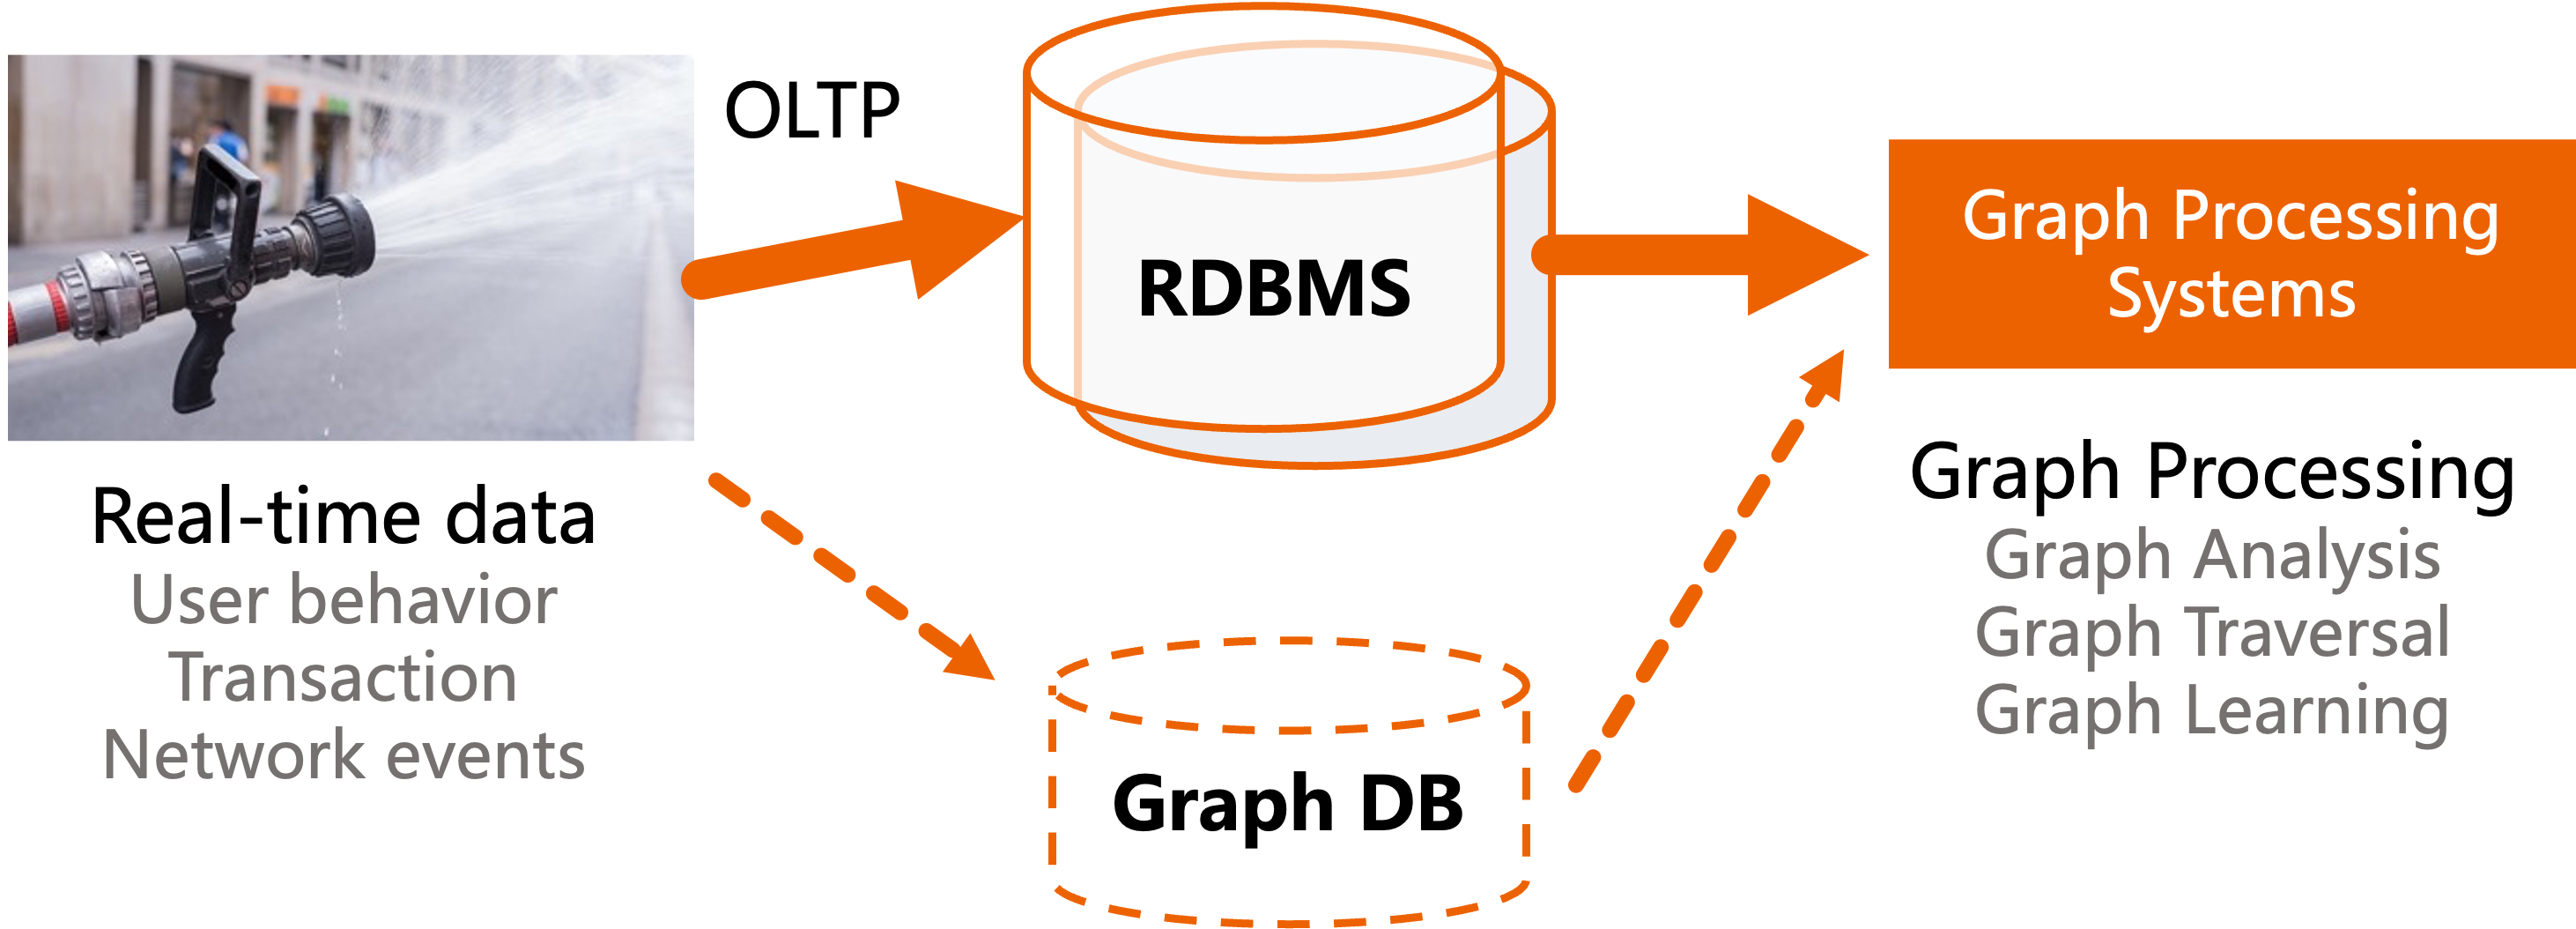 OLTP
RDBMS
Graph Processing
Systems
Real-time data
User behavior
Transaction
Network events
Graph DB
Graph Processing
Graph Analysis
Graph Traversal
Graph Learning